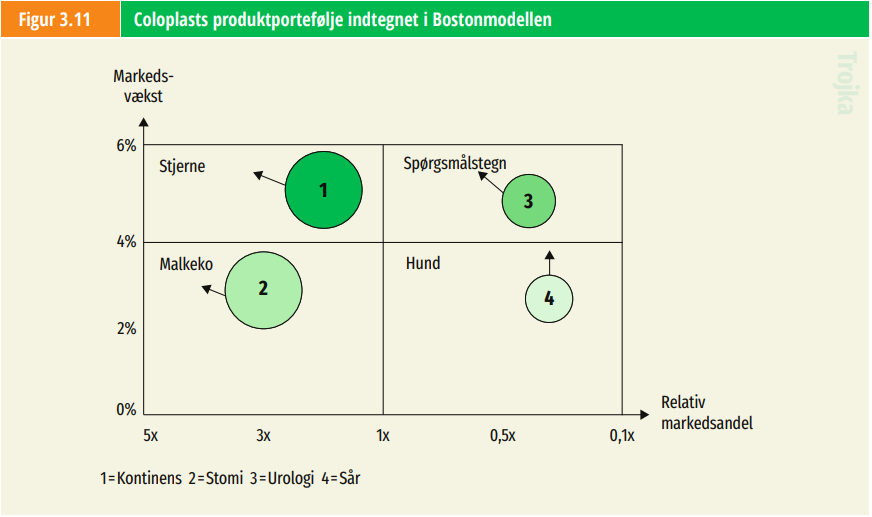 Figur 3.11
Coloplasts produktportefølje indtegnet i Bostonmodellen
Trojka
Markeds-
vækst
6%
Stjerne
Spørgsmålstegn
1
3
4%
Malkeko
Hund
2
4
2%
0%
5x
3x
1x
0,5x
0,1x
Relativ
markedsandel
1=Kontinens 2=Stomi 3=Urologi 4=Sår